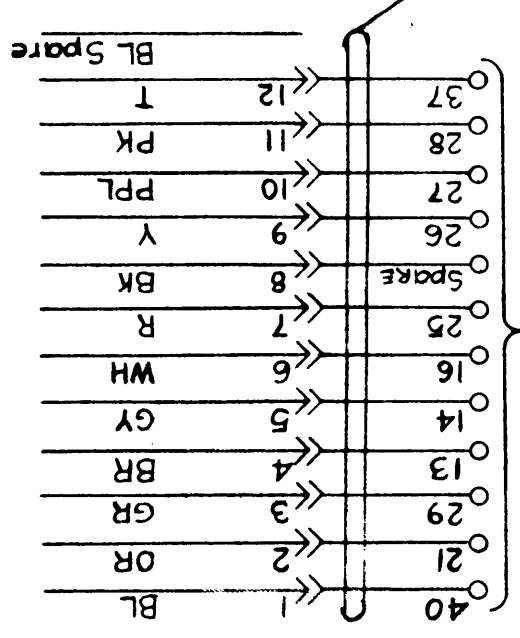 40 1 BL
21 2 OR
29 3 GR
13 4 BR
14 5 GY
16 6 WH
25 7 R
SpaRE 8 BK
26 9 Y
27 10 PPL
28 11 PK
37 12 T
BL Spare